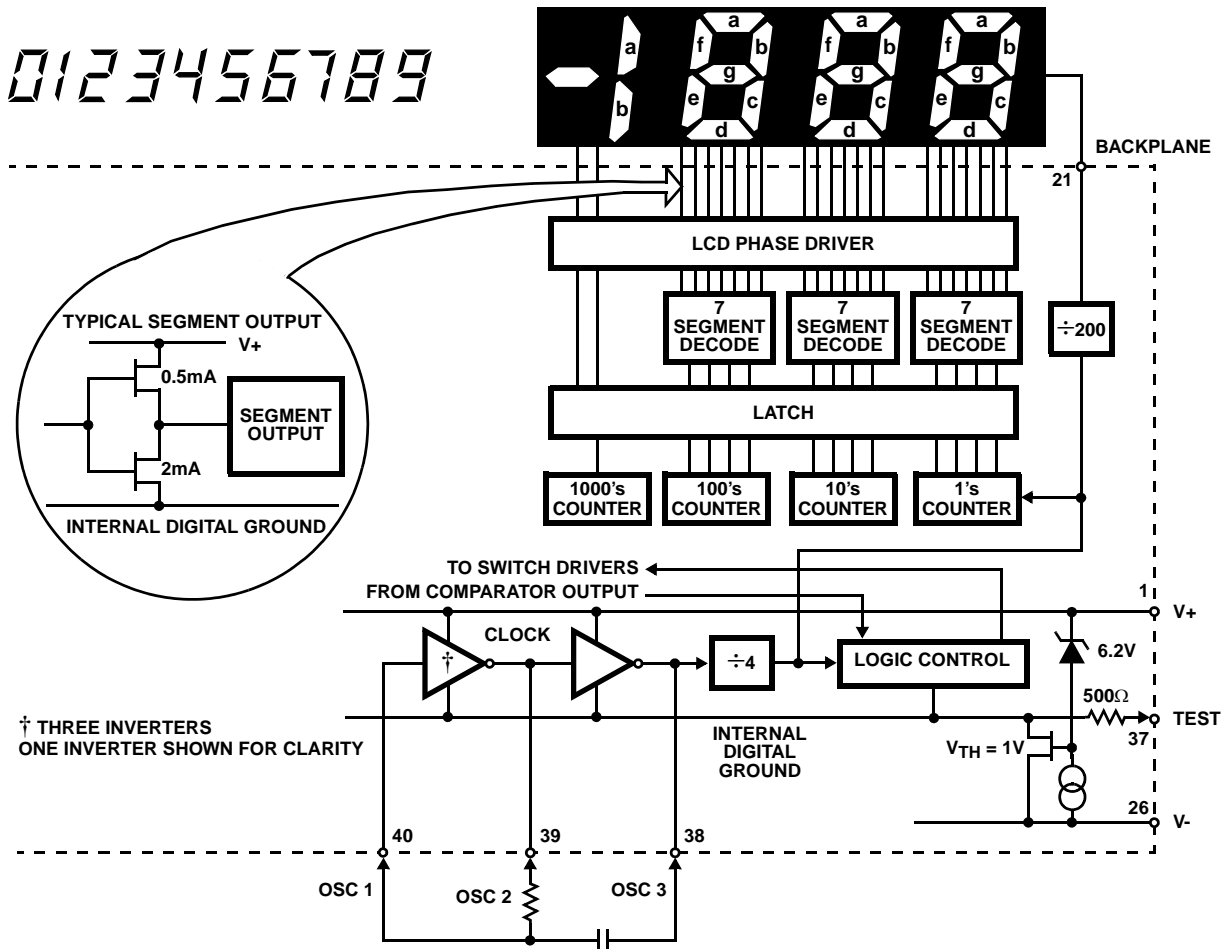 0123456789
a b
a b c d e f g
a b c d e f g
a b c d e f g
BACKPLANE
21
LCD PHASE DRIVER
7
SEGMENT
DECODE
7
SEGMENT
DECODE
7
SEGMENT
DECODE
÷200
LATCH
1000's
COUNTER
100's
COUNTER
10's
COUNTER
1's
COUNTER
TYPICAL SEGMENT OUTPUT
V+
0.5mA
SEGMENT
OUTPUT
2mA
INTERNAL DIGITAL GROUND
TO SWITCH DRIVERS
FROM COMPARATOR OUTPUT
1
V+
CLOCK
†
÷4
LOGIC CONTROL
6.2V
500Ω
TEST
37
† THREE INVERTERS
ONE INVERTER SHOWN FOR CLARITY
INTERNAL
DIGITAL
GROUND
VTH = 1V
26
V-
40
39
38
OSC 1
OSC 2
OSC 3